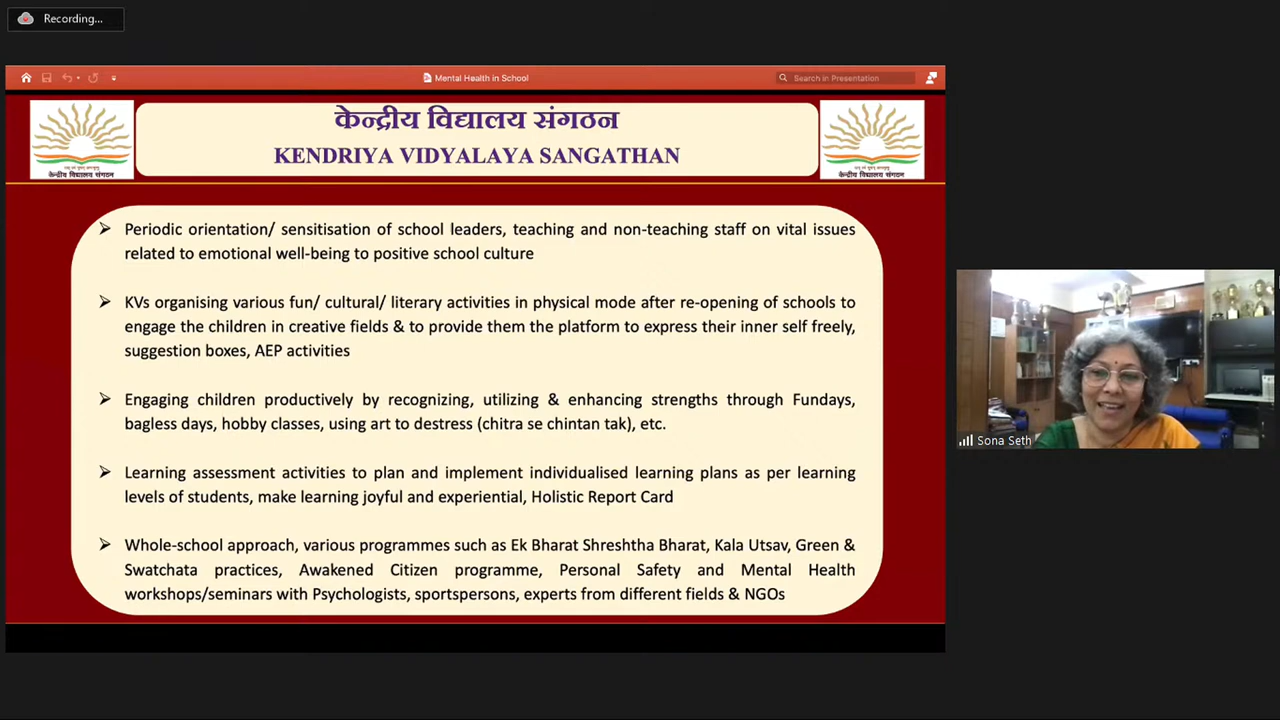 Recording...
Mental Health in School
Search in Presentation
केन्द्रीय विद्यालय संगठन
KENDRIYA VIDYALAYA SANGATHAN
केन्द्रीय विद्यालय संगठन
केन्द्रीय विद्यालय संगठन
➢ Periodic orientation/ sensitisation of school leaders, teaching and non-teaching staff on vital issues
related to emotional well-being to positive school culture
➢ KVs organising various fun/ cultural/ literary activities in physical mode after re-opening of schools to
engage the children in creative fields & to provide them the platform to express their inner self freely,
suggestion boxes, AEP activities
➢ Engaging children productively by recognizing, utilizing & enhancing strengths through Fundays,
bagless days, hobby classes, using art to destress (chitra se chintan tak), etc.
➢ Learning assessment activities to plan and implement individualised learning plans as per learning
levels of students, make learning joyful and experiential, Holistic Report Card
➢ Whole-school approach, various programmes such as Ek Bharat Shreshtha Bharat, Kala Utsav, Green &
Swatchata practices, Awakened Citizen programme, Personal Safety and Mental Health
workshops/seminars with Psychologists, sportspersons, experts from different fields & NGOs
Sona Seth